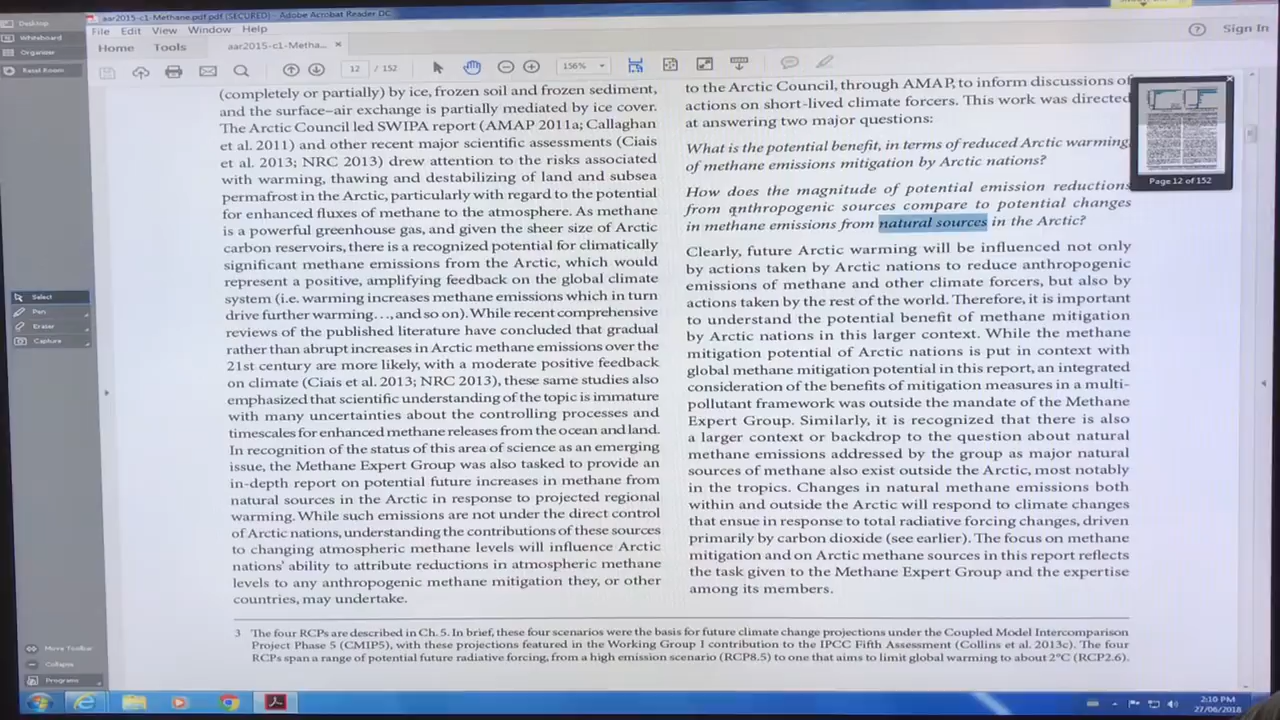 Desktop
Whiteboard
Organizer
Reset Room
aar2015-c1-Methane.pdf.pdf (SECURED) - Adobe Acrobat Reader DC
File Edit View Window Help
Home Tools aar2015-c1-Metha... ×
Sign In
12 / 152 156%
(completely or partially) by ice, frozen soil and frozen sediment,
and the surface–air exchange is partially mediated by ice cover.
The Arctic Council led SWIPA report (AMAP 2011a; Callaghan
et al. 2011) and other recent major scientific assessments (Ciais
et al. 2013; NRC 2013) drew attention to the risks associated
with warming, thawing and destabilizing of land and subsea
permafrost in the Arctic, particularly with regard to the potential
for enhanced fluxes of methane to the atmosphere. As methane
is a powerful greenhouse gas, and given the sheer size of Arctic
carbon reservoirs, there is a recognized potential for climatically
significant methane emissions from the Arctic, which would
represent a positive, amplifying feedback on the global climate
system (i.e. warming increases methane emissions which in turn
drive further warming…, and so on). While recent comprehensive
reviews of the published literature have concluded that gradual
rather than abrupt increases in Arctic methane emissions over the
21st century are more likely, with a moderate positive feedback
on climate (Ciais et al. 2013; NRC 2013), these same studies also
emphasized that scientific understanding of the topic is immature
with many uncertainties about the controlling processes and
timescales for enhanced methane releases from the ocean and land.
In recognition of the status of this area of science as an emerging
issue, the Methane Expert Group was also tasked to provide an
in-depth report on potential future increases in methane from
natural sources in the Arctic in response to projected regional
warming. While such emissions are not under the direct control
of Arctic nations, understanding the contributions of these sources
to changing atmospheric methane levels will influence Arctic
nations' ability to attribute reductions in atmospheric methane
levels to any anthropogenic methane mitigation they, or other
countries, may undertake.
to the Arctic Council, through AMAP, to inform discussions of
actions on short-lived climate forcers. This work was directed
at answering two major questions:
What is the potential benefit, in terms of reduced Arctic warming,
of methane emissions mitigation by Arctic nations?
How does the magnitude of potential emission reductions
from anthropogenic sources compare to potential changes
in methane emissions from natural sources in the Arctic?
Clearly, future Arctic warming will be influenced not only
by actions taken by Arctic nations to reduce anthropogenic
emissions of methane and other climate forcers, but also by
actions taken by the rest of the world. Therefore, it is important
to understand the potential benefit of methane mitigation
by Arctic nations in this larger context. While the methane
mitigation potential of Arctic nations is put in context with
global methane mitigation potential in this report, an integrated
consideration of the benefits of mitigation measures in a multi-
pollutant framework was outside the mandate of the Methane
Expert Group. Similarly, it is recognized that there is also
a larger context or backdrop to the question about natural
methane emissions addressed by the group as major natural
sources of methane also exist outside the Arctic, most notably
in the tropics. Changes in natural methane emissions both
within and outside the Arctic will respond to climate changes
that ensue in response to total radiative forcing changes, driven
primarily by carbon dioxide (see earlier). The focus on methane
mitigation and on Arctic methane sources in this report reflects
the task given to the Methane Expert Group and the expertise
among its members.
3 The four RCPs are described in Ch. 5. In brief, these four scenarios were the basis for future climate change projections under the Coupled Model Intercomparison
Project Phase 5 (CMIP5), with these projections featured in the Working Group 1 contribution to the IPCC Fifth Assessment (Collins et al. 2013c). The four
RCPs span a range of potential future radiative forcing, from a high emission scenario (RCP8.5) to one that aims to limit global warming to about 2°C (RCP2.6).
Page 12 of 152
Select
Pen
Eraser
Capture
Move Toolbar
Collapse
Programs
2:10 PM
27/06/2018